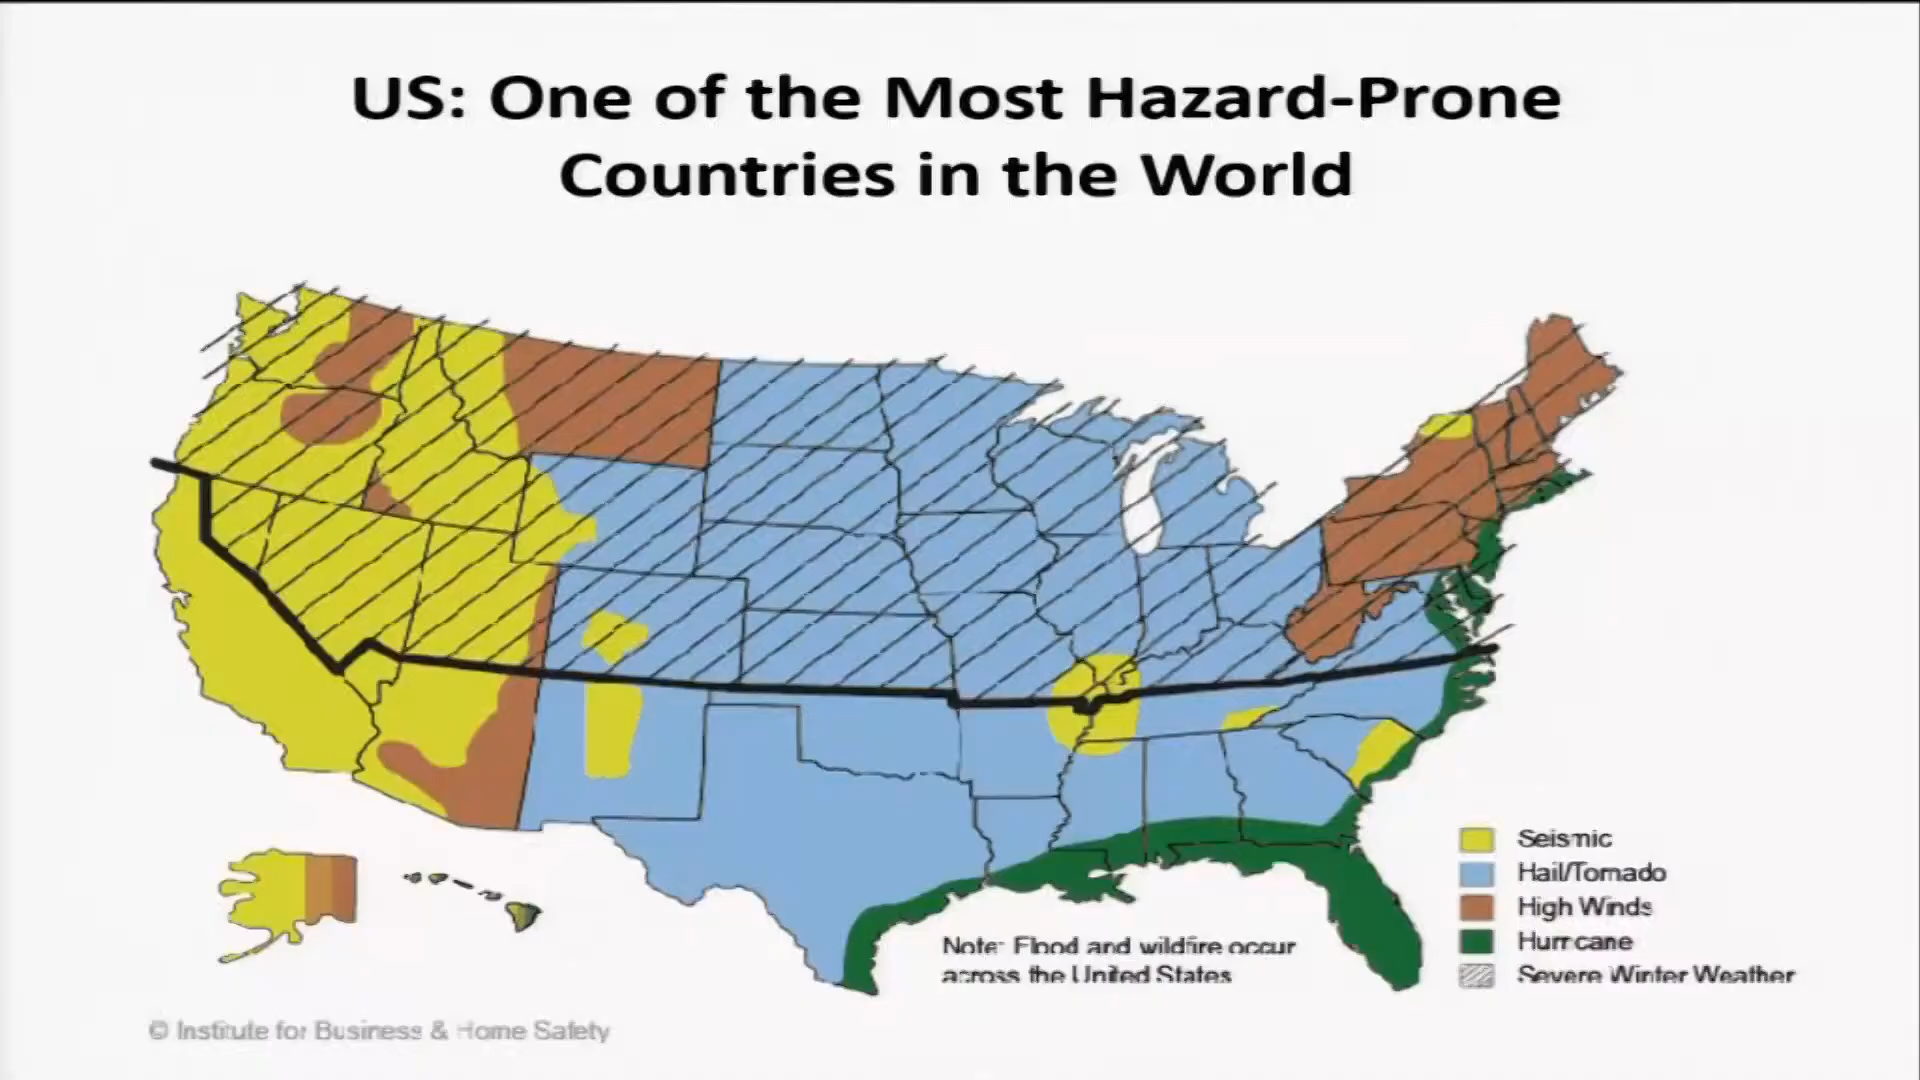 US: One of the Most Hazard-Prone
Countries in the World
Seismic
Hail/Tornado
High Winds
Hurricane
Severe Winter Weather
Note: Flood and wildfire occur
across the United States
© Institute for Business & Home Safety